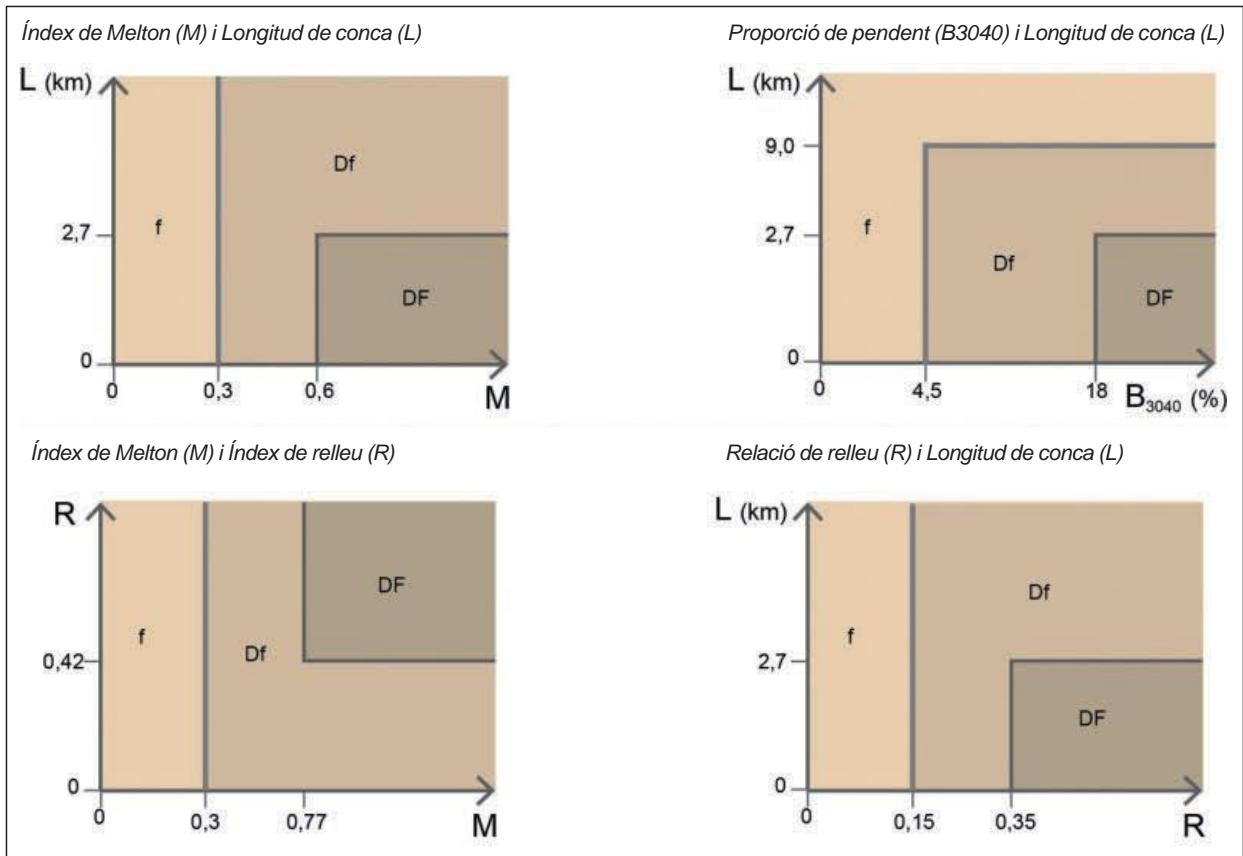 Índex de Melton (M) i Longitud de conca (L)
L (km)
2,7
0
f
Df
DF
0
0,3
0,6
M
Proporció de pendent (B3040) i Longitud de conca (L)
L (km)
9,0
2,7
0
f
Df
DF
0
4,5
18
B3040 (%)
Índex de Melton (M) i Índex de relleu (R)
R
0,42
0
f
Df
DF
0
0,3
0,77
M
Relació de relleu (R) i Longitud de conca (L)
L (km)
2,7
0
f
Df
DF
0
0,15
0,35
R